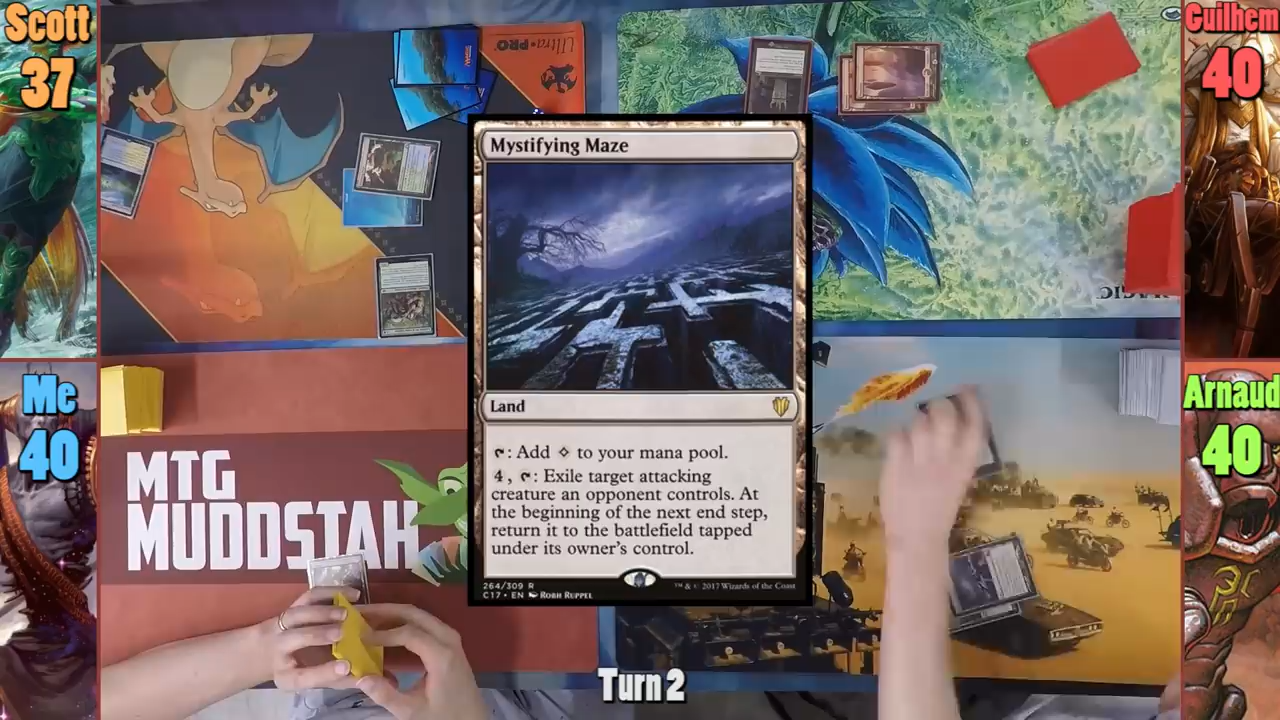 Scott
37
Guilhem
40
ULTRA·PRO
MAGIC
Me
40
Arnaud
40
MTG
MUDDSTAH
Mystifying Maze
Land
: Add to your mana pool.
4, : Exile target attacking
creature an opponent controls. At
the beginning of the next end step,
return it to the battlefield tapped
under its owner's control.
264/309 R
C17 • EN Robh Ruppel
™ & © 2017 Wizards of the Coast
Turn 2